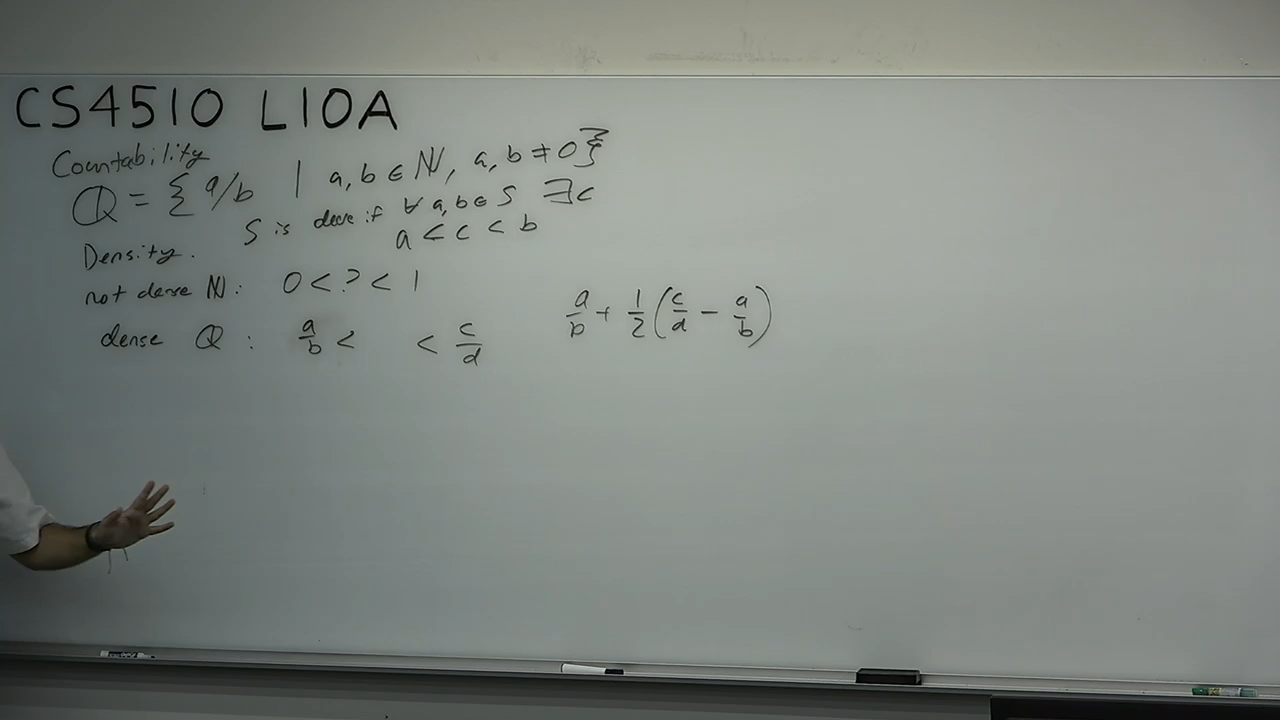 CS4510 L10A
Countability
ℚ = { a/b | a, b ∈ ℕ, a, b ≠ 0 }
S is dense if ∀ a, b ∈ S ∃ c
a < c < b
Density.
not dense ℕ: 0 < ? < 1
dense ℚ: a/b <   < c/d   a/b + 1/2 (c/d − a/b)